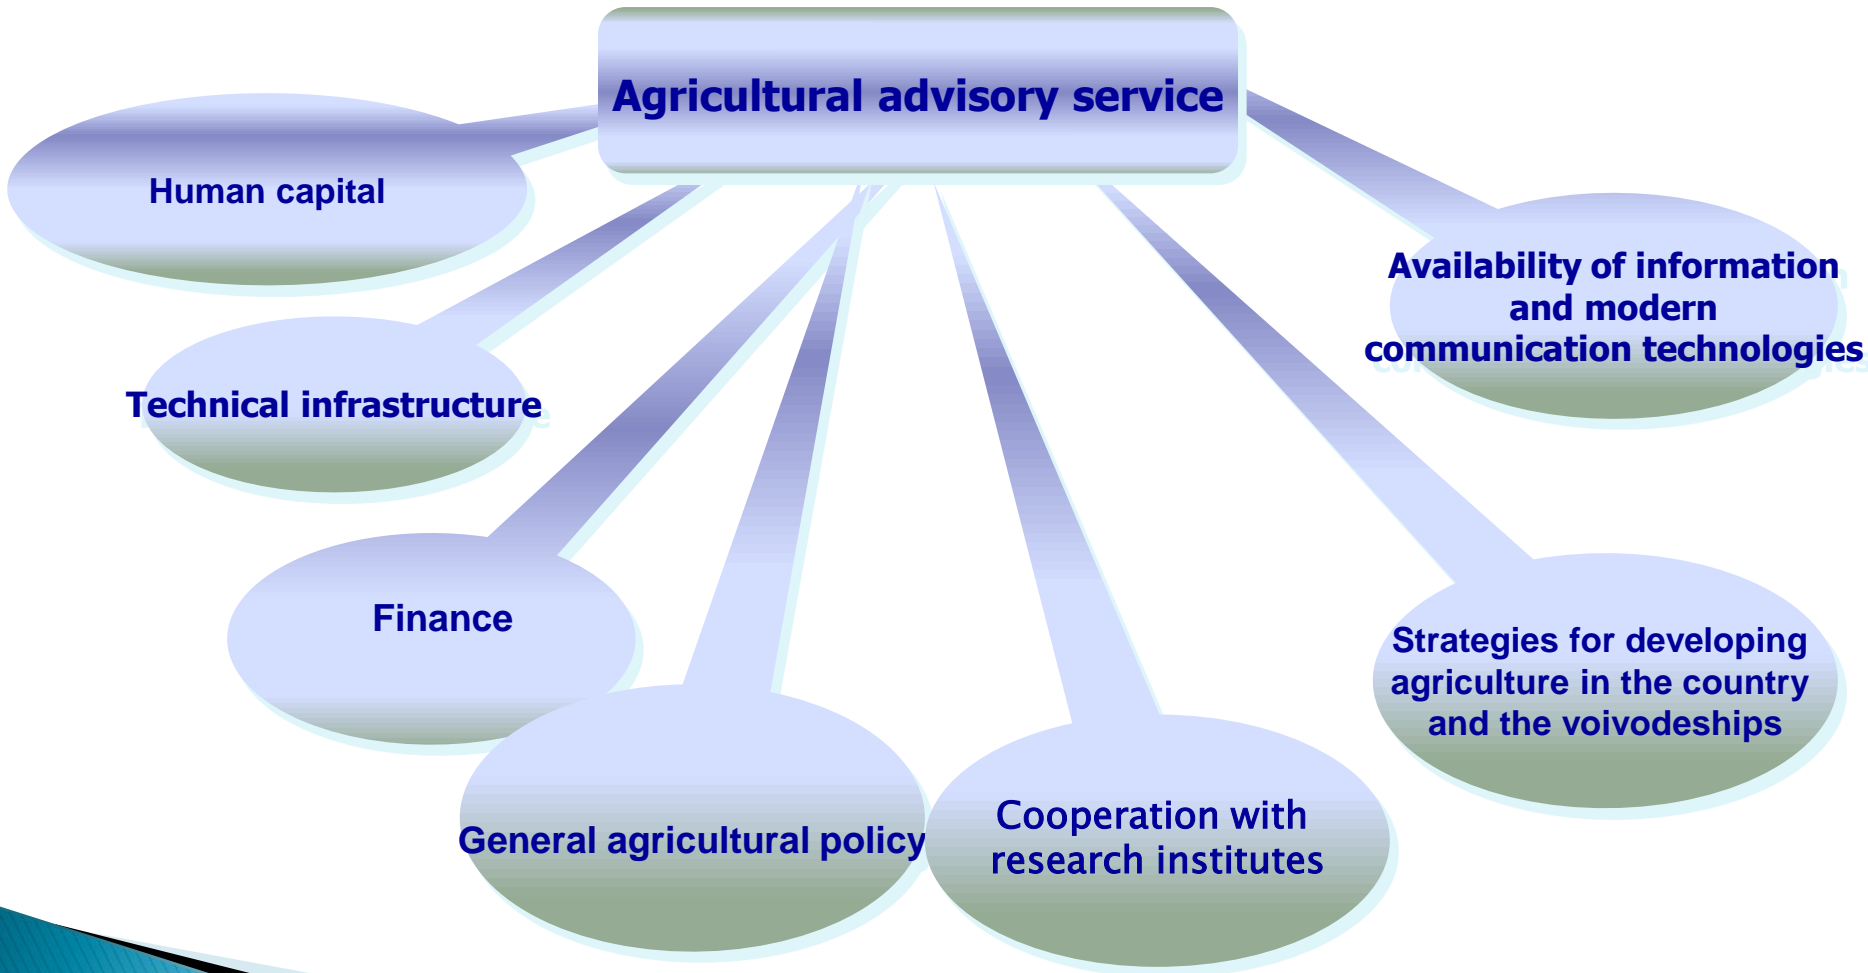 Agricultural advisory service
Human capital
Technical infrastructure
Finance
General agricultural policy
Cooperation with
research institutes
Strategies for developing
agriculture in the country
and the voivodeships
Availability of information
and modern
communication technologies